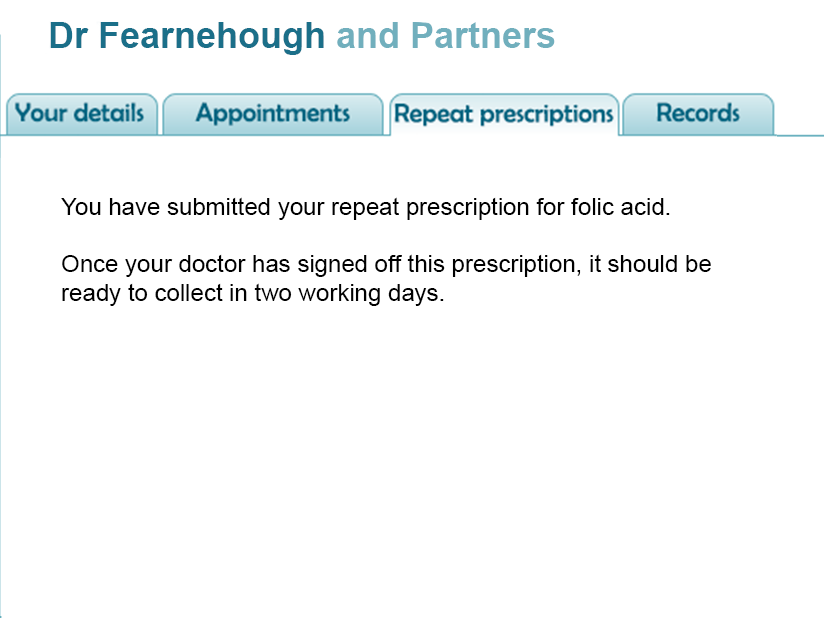 Dr Fearnehough and Partners
Your details Appointments Repeat prescriptions Records
You have submitted your repeat prescription for folic acid.
Once your doctor has signed off this prescription, it should be
ready to collect in two working days.